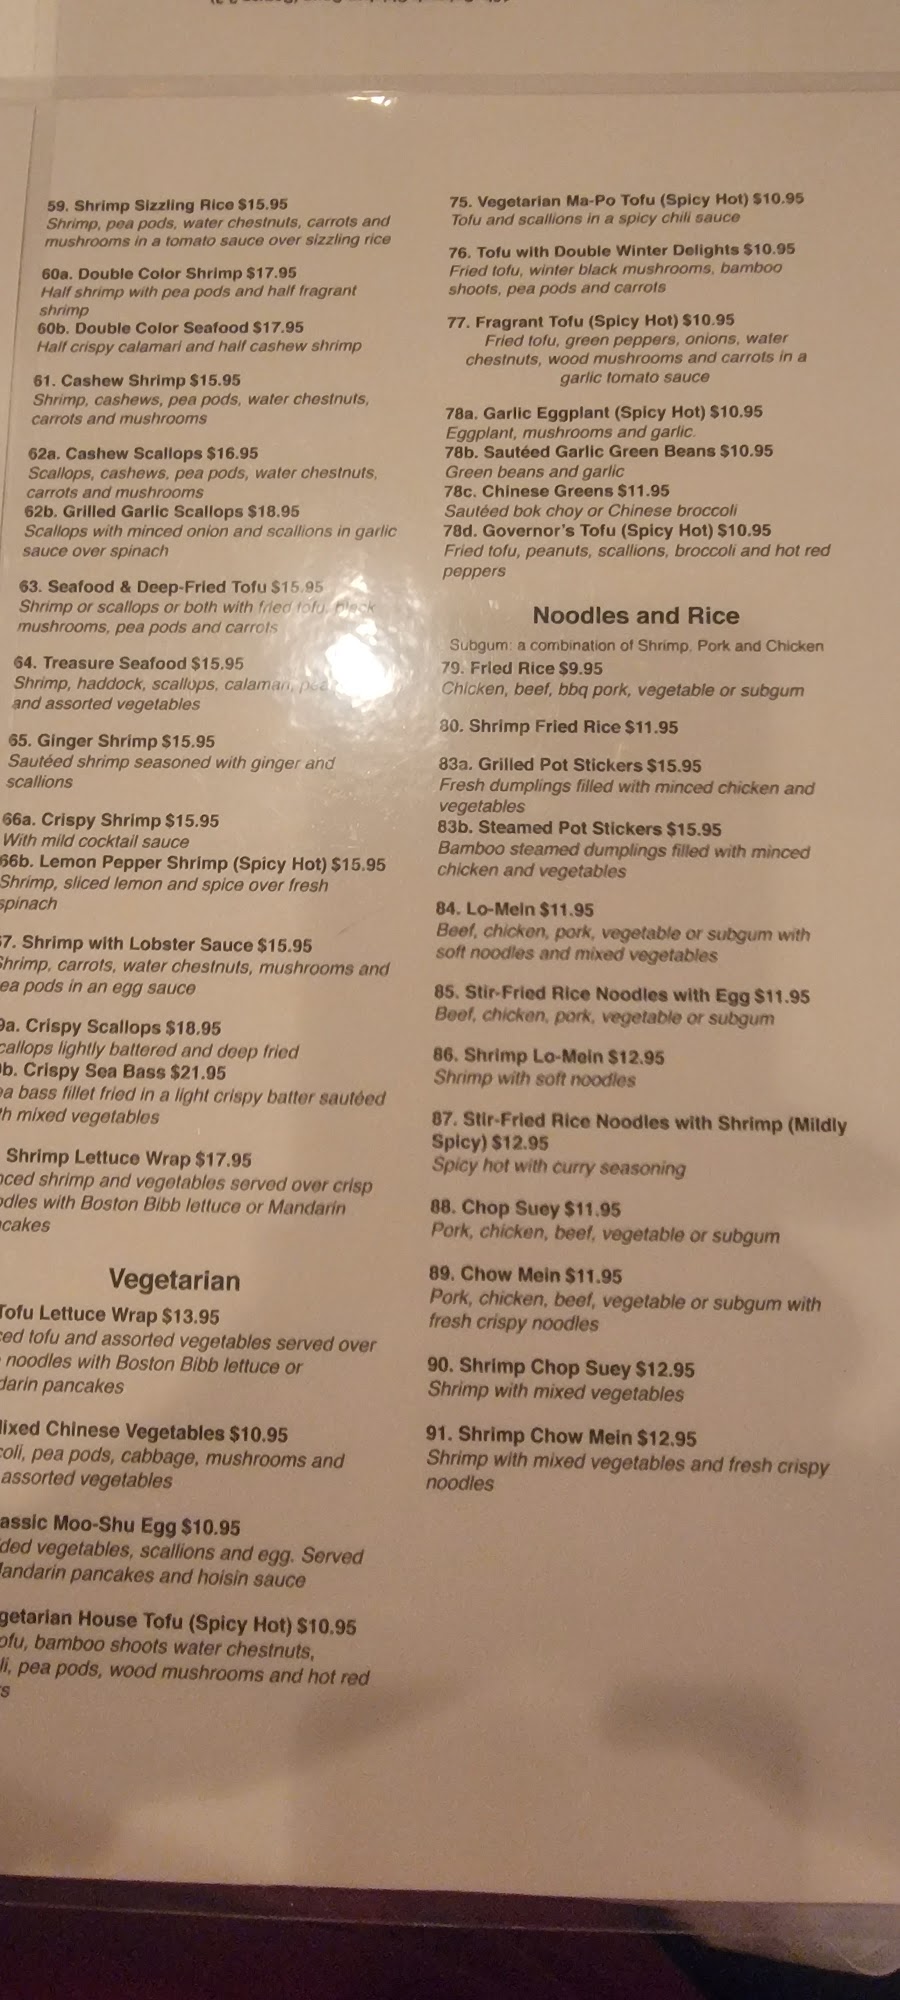 59. Shrimp Sizzling Rice $15.95
Shrimp, pea pods, water chestnuts, carrots and
mushrooms in a tomato sauce over sizzling rice
60a. Double Color Shrimp $17.95
Half shrimp with pea pods and half fragrant
shrimp
60b. Double Color Seafood $17.95
Half crispy calamari and half cashew shrimp
61. Cashew Shrimp $15.95
Shrimp, cashews, pea pods, water chestnuts,
carrots and mushrooms
62a. Cashew Scallops $16.95
Scallops, cashews, pea pods, water chestnuts,
carrots and mushrooms
62b. Grilled Garlic Scallops $18.95
Scallops with minced onion and scallions in garlic
sauce over spinach
63. Seafood & Deep-Fried Tofu $15.95
Shrimp or scallops or both with fried tofu, black
mushrooms, pea pods and carrots
64. Treasure Seafood $15.95
Shrimp, haddock, scallops, calamari, pea
and assorted vegetables
65. Ginger Shrimp $15.95
Sautéed shrimp seasoned with ginger and
scallions
66a. Crispy Shrimp $15.95
With mild cocktail sauce
66b. Lemon Pepper Shrimp (Spicy Hot) $15.95
Shrimp, sliced lemon and spice over fresh
spinach
7. Shrimp with Lobster Sauce $15.95
Shrimp, carrots, water chestnuts, mushrooms and
ea pods in an egg sauce
9a. Crispy Scallops $18.95
callops lightly battered and deep fried
b. Crispy Sea Bass $21.95
ea bass fillet fried in a light crispy batter sautéed
th mixed vegetables
Shrimp Lettuce Wrap $17.95
nced shrimp and vegetables served over crisp
odles with Boston Bibb lettuce or Mandarin
ncakes
Vegetarian
Tofu Lettuce Wrap $13.95
ced tofu and assorted vegetables served over
noodles with Boston Bibb lettuce or
darin pancakes
lixed Chinese Vegetables $10.95
coli, pea pods, cabbage, mushrooms and
assorted vegetables
assic Moo-Shu Egg $10.95
ded vegetables, scallions and egg. Served
Mandarin pancakes and hoisin sauce
getarian House Tofu (Spicy Hot) $10.95
ofu, bamboo shoots water chestnuts,
li, pea pods, wood mushrooms and hot red
s
75. Vegetarian Ma-Po Tofu (Spicy Hot) $10.95
Tofu and scallions in a spicy chili sauce
76. Tofu with Double Winter Delights $10.95
Fried tofu, winter black mushrooms, bamboo
shoots, pea pods and carrots
77. Fragrant Tofu (Spicy Hot) $10.95
Fried tofu, green peppers, onions, water
chestnuts, wood mushrooms and carrots in a
garlic tomato sauce
78a. Garlic Eggplant (Spicy Hot) $10.95
Eggplant, mushrooms and garlic.
78b. Sautéed Garlic Green Beans $10.95
Green beans and garlic
78c. Chinese Greens $11.95
Sautéed bok choy or Chinese broccoli
78d. Governor's Tofu (Spicy Hot) $10.95
Fried tofu, peanuts, scallions, broccoli and hot red
peppers
Noodles and Rice
Subgum: a combination of Shrimp, Pork and Chicken
79. Fried Rice $9.95
Chicken, beef, bbq pork, vegetable or subgum
80. Shrimp Fried Rice $11.95
83a. Grilled Pot Stickers $15.95
Fresh dumplings filled with minced chicken and
vegetables
83b. Steamed Pot Stickers $15.95
Bamboo steamed dumplings filled with minced
chicken and vegetables
84. Lo-Mein $11.95
Beef, chicken, pork, vegetable or subgum with
soft noodles and mixed vegetables
85. Stir-Fried Rice Noodles with Egg $11.95
Beef, chicken, pork, vegetable or subgum
86. Shrimp Lo-Mein $12.95
Shrimp with soft noodles
87. Stir-Fried Rice Noodles with Shrimp (Mildly
Spicy) $12.95
Spicy hot with curry seasoning
88. Chop Suey $11.95
Pork, chicken, beef, vegetable or subgum
89. Chow Mein $11.95
Pork, chicken, beef, vegetable or subgum with
fresh crispy noodles
90. Shrimp Chop Suey $12.95
Shrimp with mixed vegetables
91. Shrimp Chow Mein $12.95
Shrimp with mixed vegetables and fresh crispy
noodles